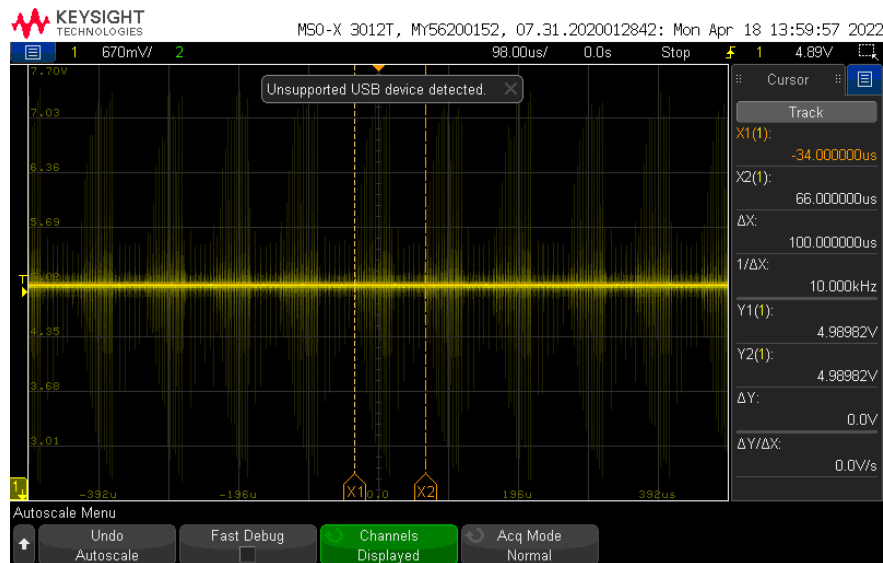 KEYSIGHT
TECHNOLOGIES
MSO-X 3012T, MY56200152, 07.31.2020012842: Mon Apr 18 13:59:57 2022
1 670mV/ 2 98.00us/ 0.0s Stop 1 4.89V
7.70V
Unsupported USB device detected.
7.03
6.36
5.69
T
4.35
3.68
3.01
1
-392u -196u X1 0.0 X2 196u 392us
Cursor
Track
X1(1):
-34.000000us
X2(1):
66.000000us
ΔX:
100.000000us
1/ΔX:
10.000kHz
Y1(1):
4.98982V
Y2(1):
4.98982V
ΔY:
0.0V
ΔY/ΔX:
0.0V/s
Autoscale Menu
Undo Autoscale
Fast Debug
Channels Displayed
Acq Mode Normal